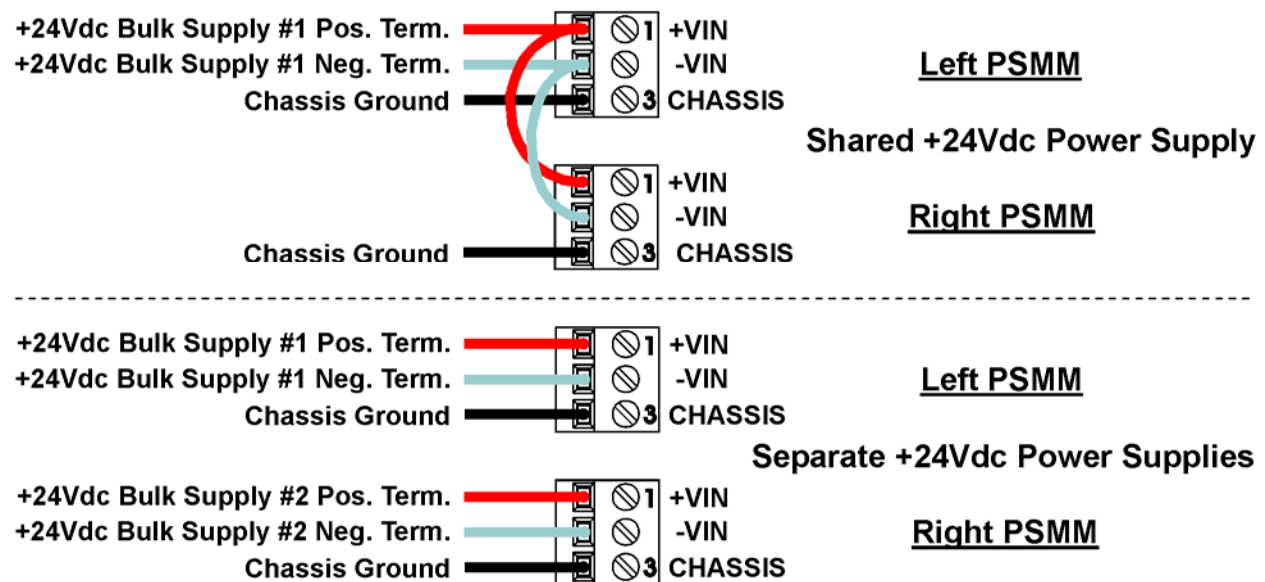 +24Vdc Bulk Supply #1 Pos. Term. 1 +VIN
+24Vdc Bulk Supply #1 Neg. Term. -VIN Left PSMM
Chassis Ground 3 CHASSIS
Shared +24Vdc Power Supply
1 +VIN
-VIN Right PSMM
Chassis Ground 3 CHASSIS
+24Vdc Bulk Supply #1 Pos. Term. 1 +VIN
+24Vdc Bulk Supply #1 Neg. Term. -VIN Left PSMM
Chassis Ground 3 CHASSIS
Separate +24Vdc Power Supplies
+24Vdc Bulk Supply #2 Pos. Term. 1 +VIN
+24Vdc Bulk Supply #2 Neg. Term. -VIN Right PSMM
Chassis Ground 3 CHASSIS